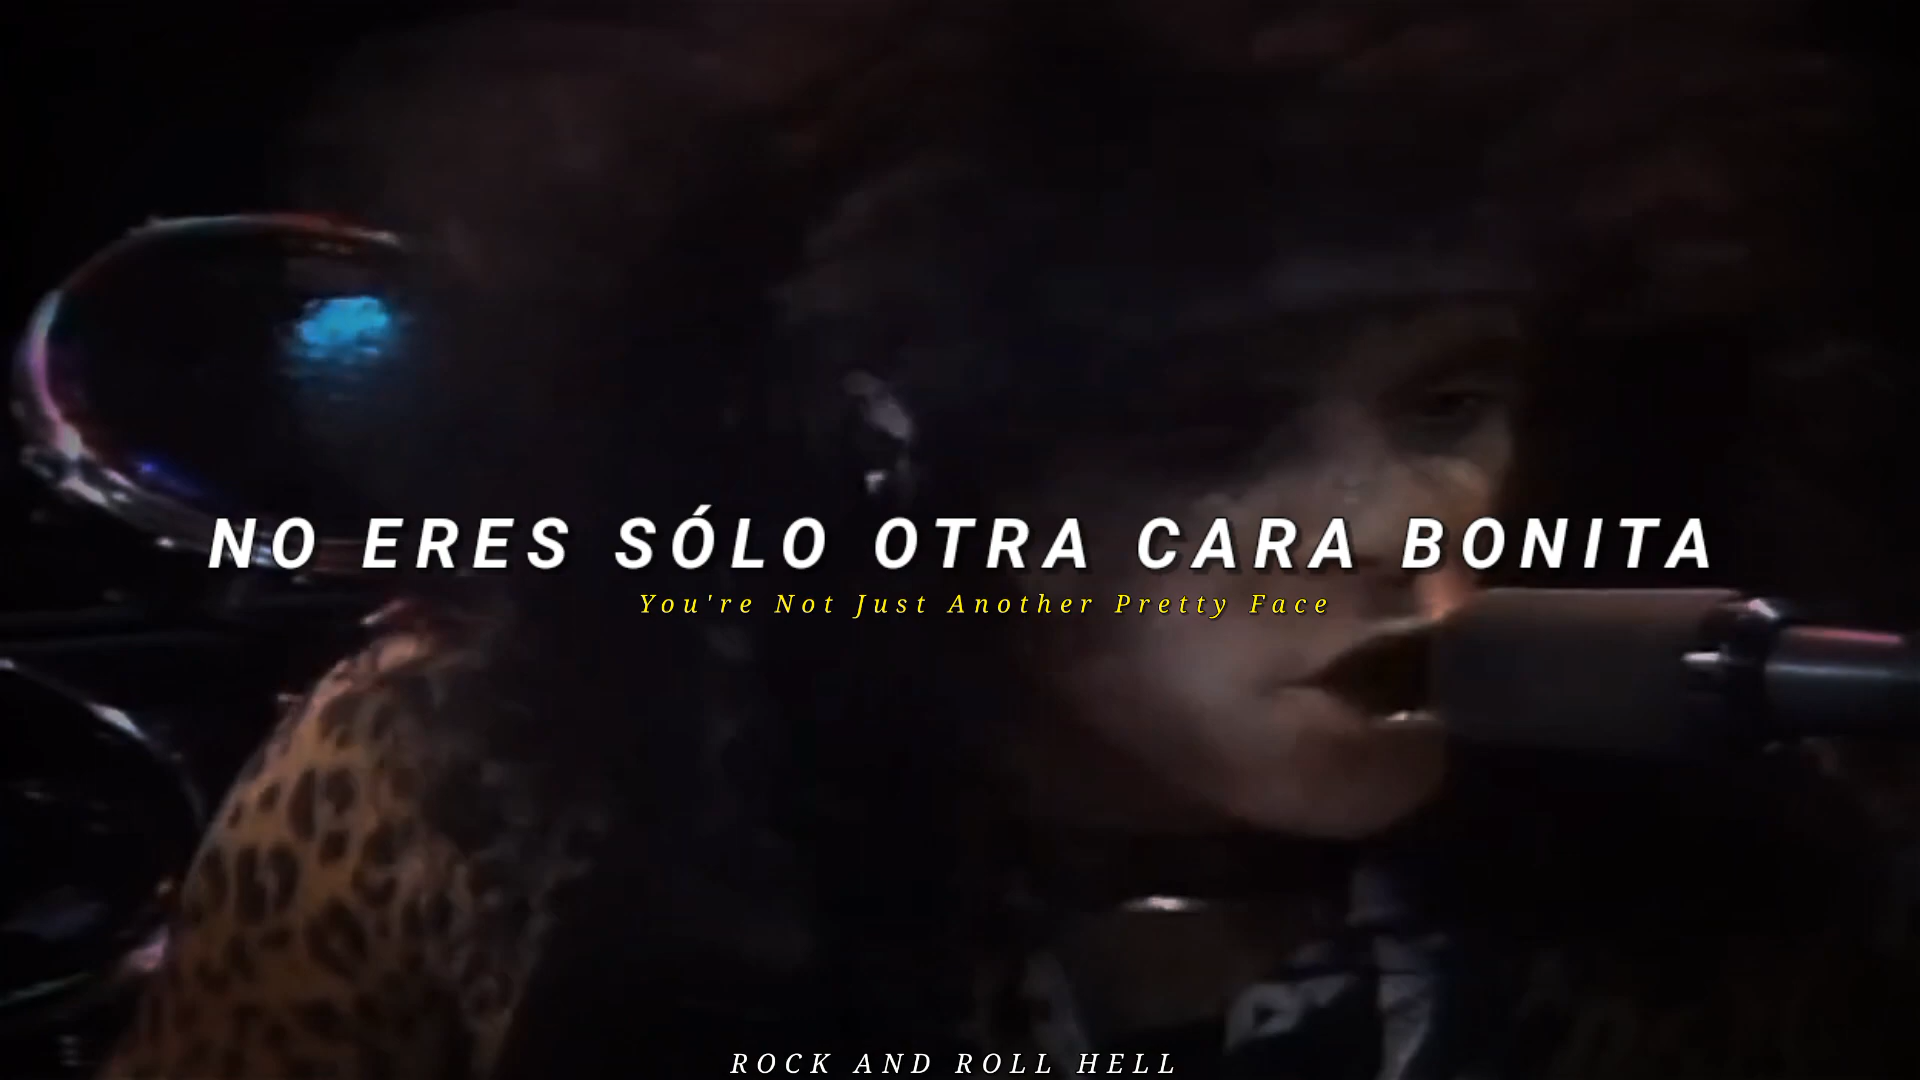 NO ERES SÓLO OTRA CARA BONITA
You're Not Just Another Pretty Face
ROCK AND ROLL HELL